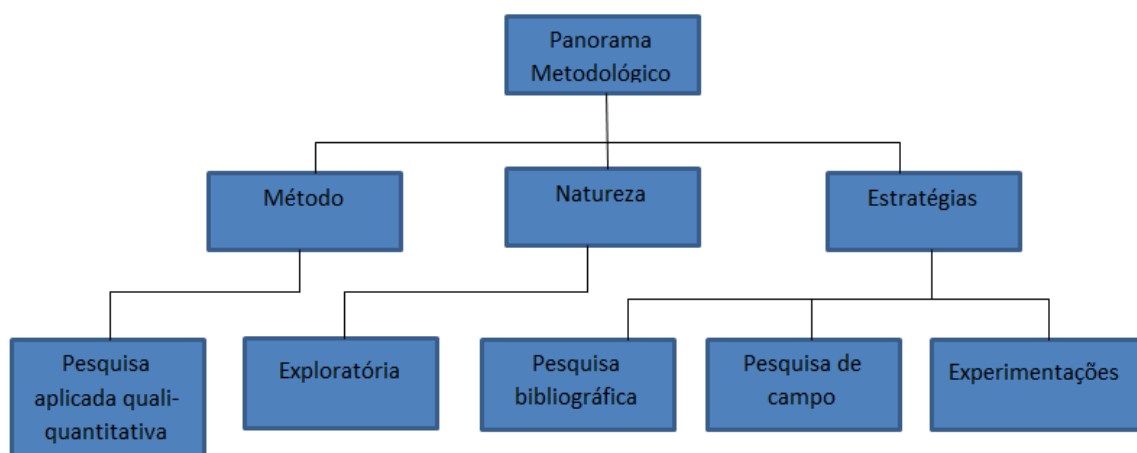 Panorama
Metodológico
Método
Natureza
Estratégias
Pesquisa
aplicada quali-
quantitativa
Exploratória
Pesquisa
bibliográfica
Pesquisa de
campo
Experimentações